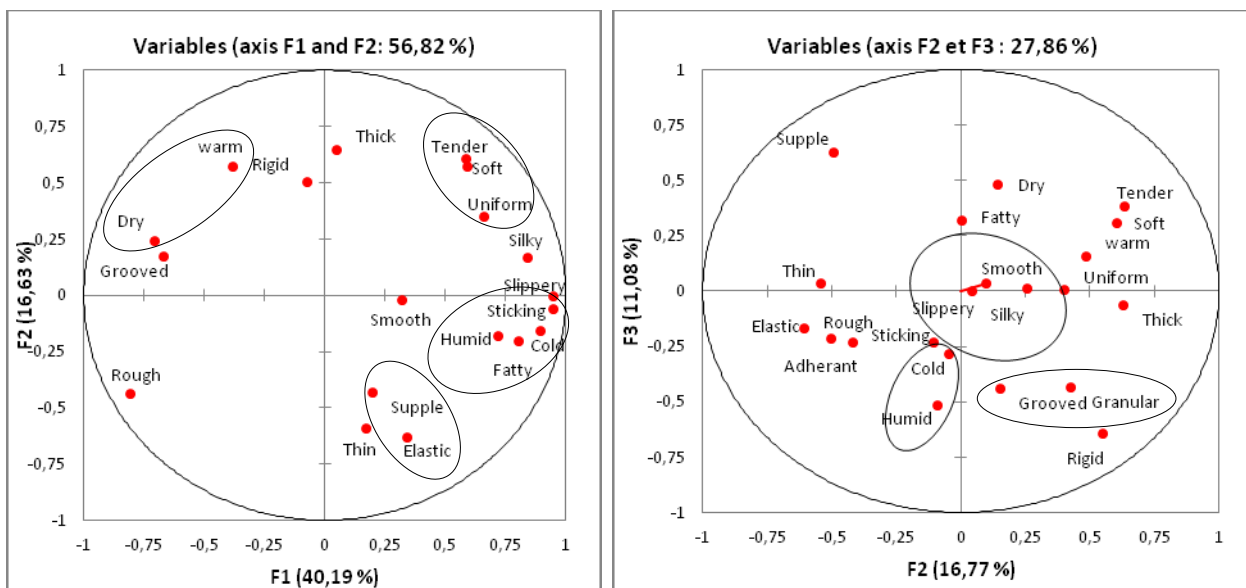 Variables (axis F1 and F2: 56,82 %)
1
0,75
0,5
0,25
0
-0,25
-0,5
-0,75
-1
F2 (16,63 %)
warm
Rigid
Thick
Tender
Soft
Dry
Uniform
Grooved
Silky
Slippery
Smooth
Sticking
Humid
Cold
Fatty
Rough
Supple
Thin
Elastic
-1
-0,75
-0,5
-0,25
0
0,25
0,5
0,75
1
F1 (40,19 %)
Variables (axis F2 et F3 : 27,86 %)
1
0,75
0,5
0,25
0
-0,25
-0,5
-0,75
-1
F3 (11,08 %)
Supple
Dry
Tender
Fatty
Soft
warm
Thin
Smooth
Uniform
Slippery
Silky
Thick
Elastic
Rough
Sticking
Adherant
Cold
Humid
Grooved Granular
Rigid
-1
-0,75
-0,5
-0,25
0
0,25
0,5
0,75
1
F2 (16,77 %)